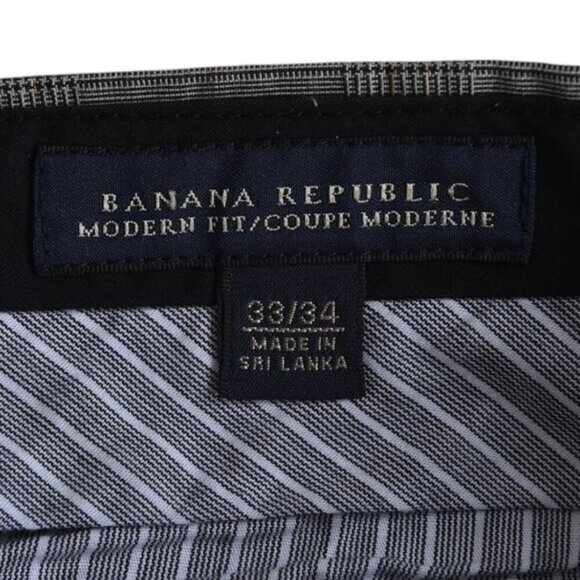 BANANA REPUBLIC
MODERN FIT/COUPE MODERNE
33/34
MADE IN
SRI LANKA